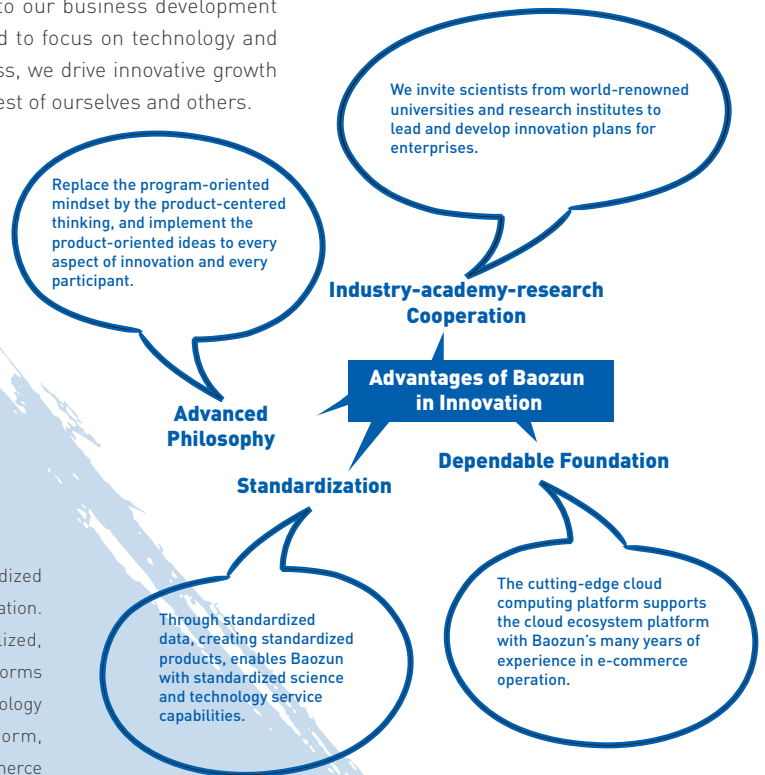 to our business development
d to focus on technology and
ss, we drive innovative growth
est of ourselves and others.
We invite scientists from world-renowned
universities and research institutes to
lead and develop innovation plans for
enterprises.
Replace the program-oriented
mindset by the product-centered
thinking, and implement the
product-oriented ideas to every
aspect of innovation and every
participant.
Industry-academy-research
Cooperation
Advantages of Baozun
in Innovation
Advanced
Philosophy
Dependable Foundation
Standardization
Through standardized
data, creating standardized
products, enables Baozun
with standardized science
and technology service
capabilities.
The cutting-edge cloud
computing platform supports
the cloud ecosystem platform
with Baozun's many years of
experience in e-commerce
operation.
dized
ation.
lized,
orms
ology
orm,
merce